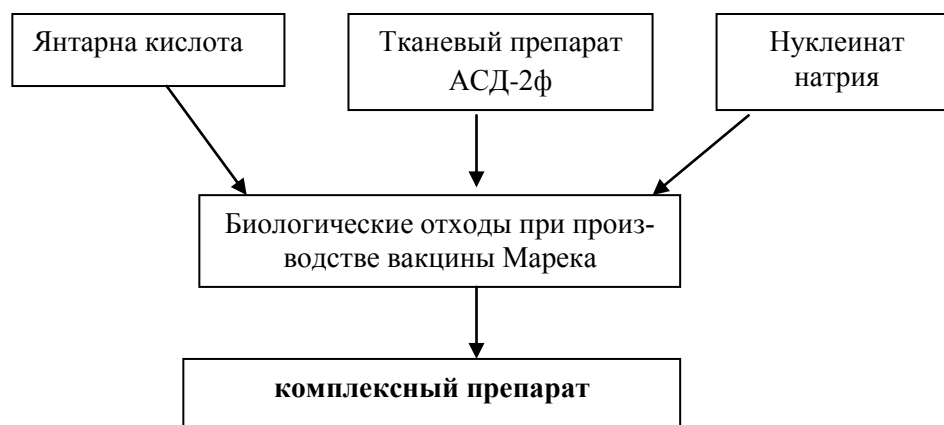 Янтарна кислота
Тканевый препарат
АСД-2ф
Нуклеинат
натрия
Биологические отходы при произ-
водстве вакцины Марека
комплексный препарат